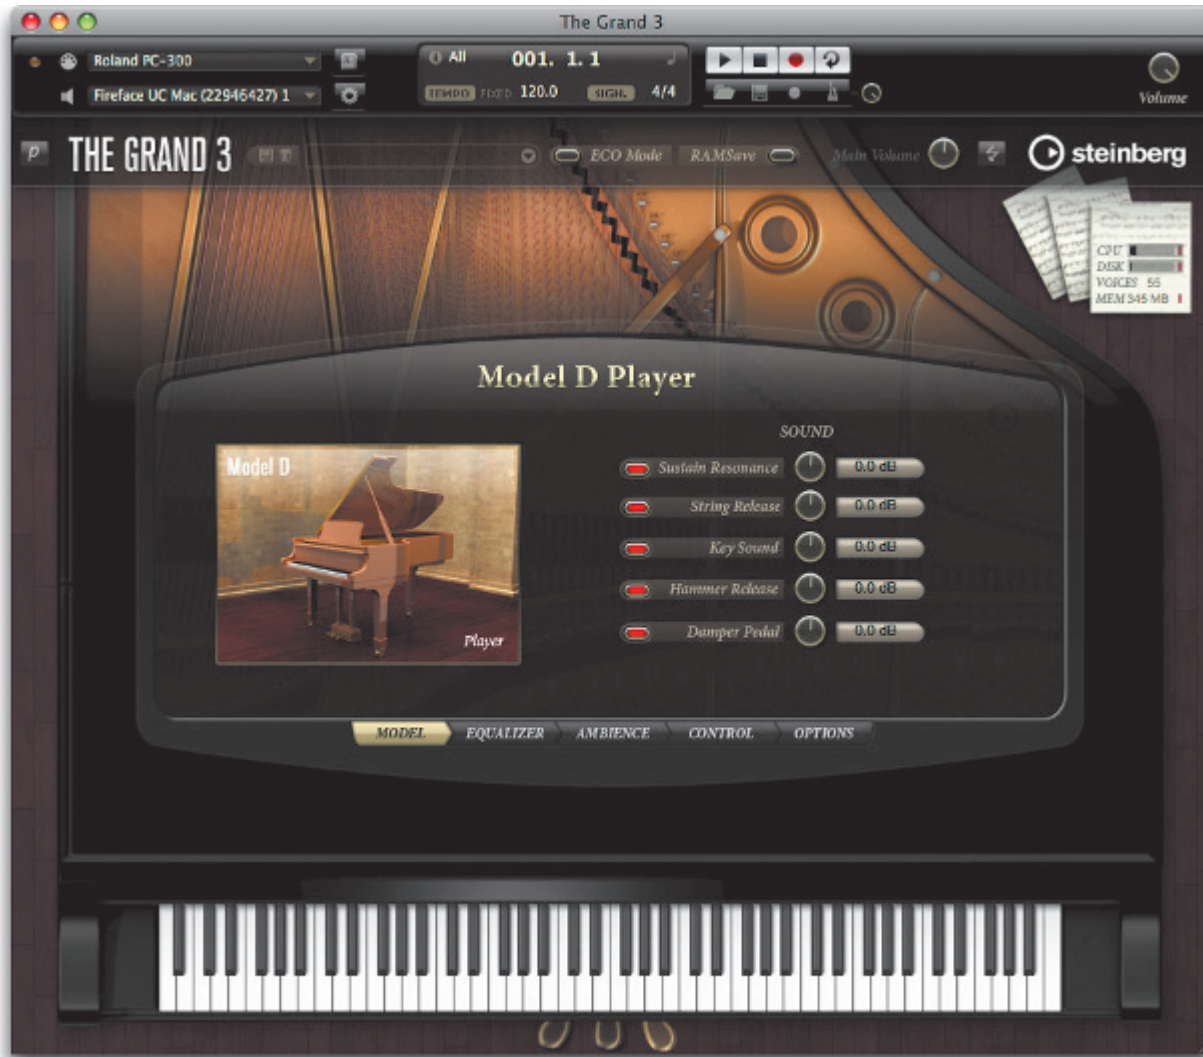 The Grand 3
Roland PC-300
All 001. 1. 1
Fireface UC Mac (22946427) 1
TEMPO FIXED 120.0 SIGN. 4/4
Volume
P THE GRAND 3
ECO Mode RAMSave Main Volume
steinberg
CPU
DISK
VOICES 55
MEM 345 MB
Model D Player
SOUND
Model D
Player
Sustain Resonance 0.0 dB
String Release 0.0 dB
Key Sound 0.0 dB
Hammer Release 0.0 dB
Damper Pedal 0.0 dB
MODEL EQUALIZER AMBIENCE CONTROL OPTIONS